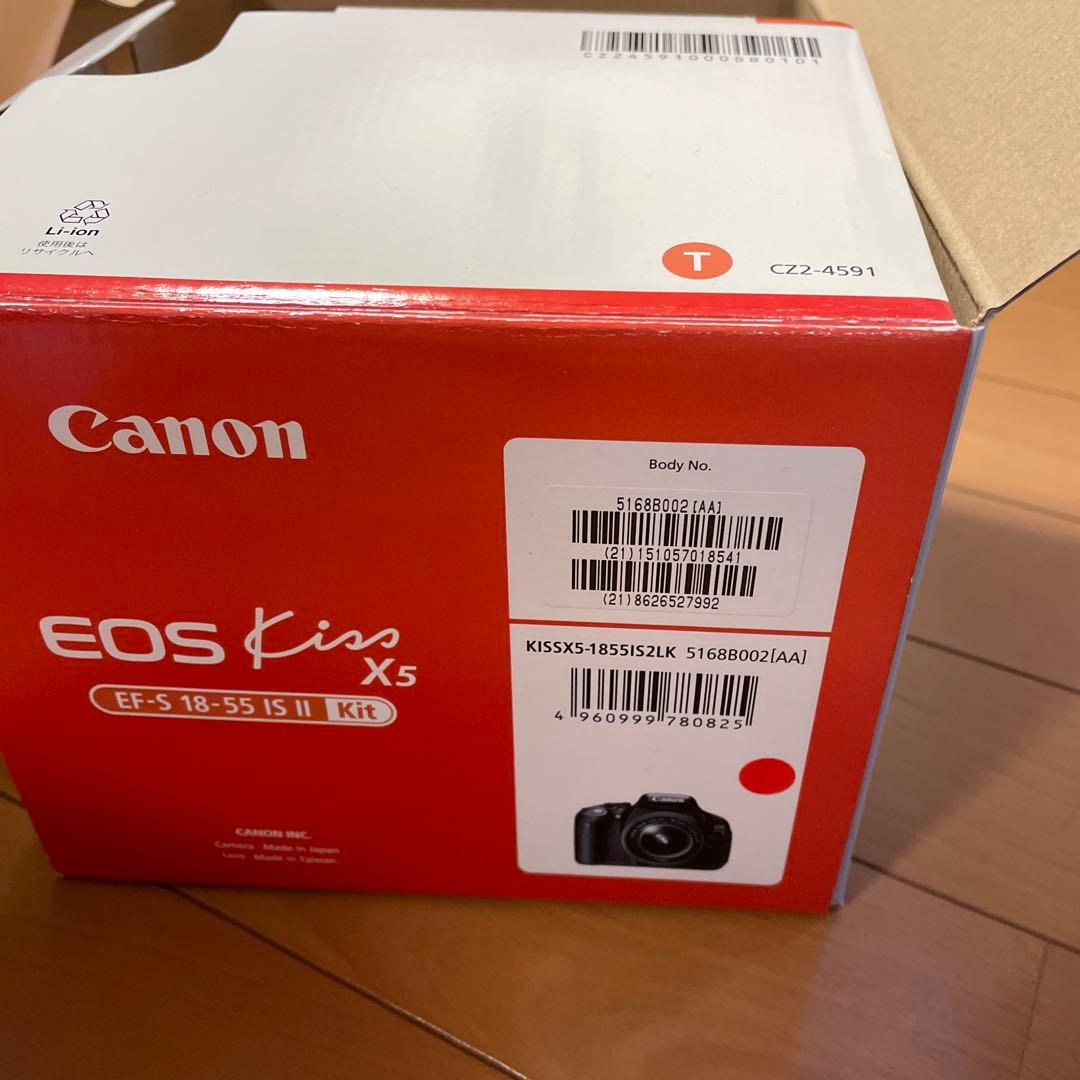 CZ24591000080101
Li-ion
使用後は
リサイクルへ
T
CZ2-4591
Canon
EOS Kiss
X5
EF-S 18-55 IS II Kit
CANON INC.
Camera : Made in Japan
Lens : Made in Taiwan
Body No.
5168B002[AA]
(21)151057018541
(21)8626527992
KISSX5-1855IS2LK 5168B002[AA]
4 960999 780825
Canon